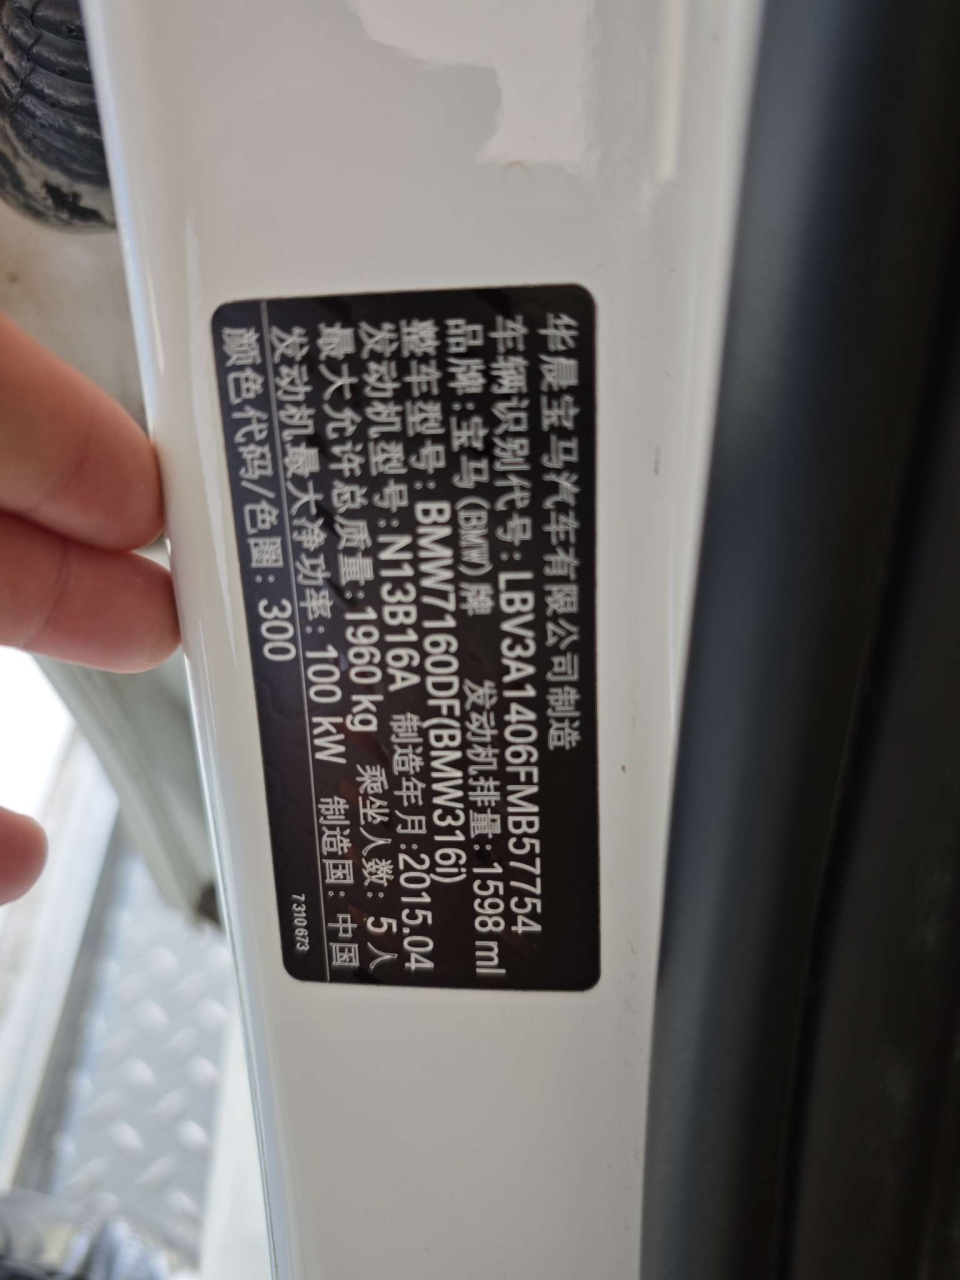 华晨宝马汽车有限公司制造
车辆识别代号：LBV3A1406FMB57754
品牌：宝马(BMW)牌 发动机排量：1598 ml
整车型号：BMW7160DF(BMW316i)
发动机型号：N13B16A 制造年月：2015.04
最大允许总质量：1960 kg 乘坐人数：5人
发动机最大净功率：100 kW 制造国：中国
颜色代码/色圈：300
7 310 673